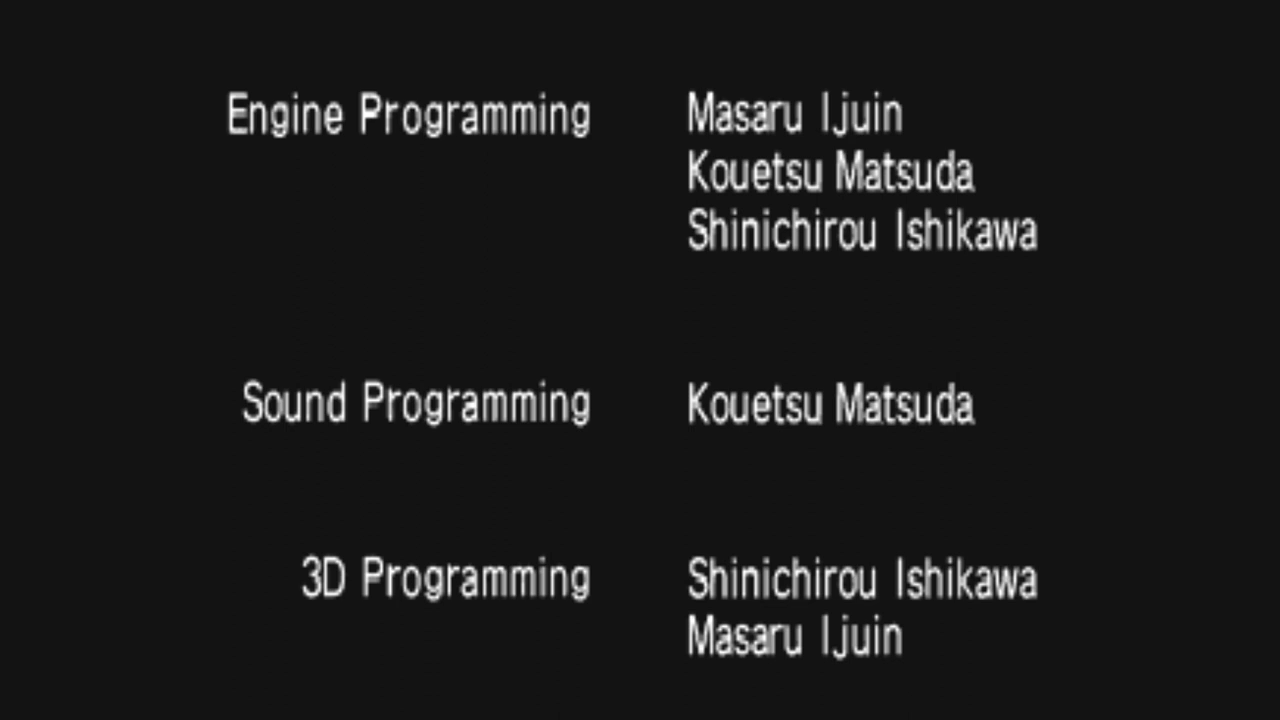 Engine Programming Masaru Ijuin
Kouetsu Matsuda
Shinichirou Ishikawa
Sound Programming Kouetsu Matsuda
3D Programming Shinichirou Ishikawa
Masaru Ijuin